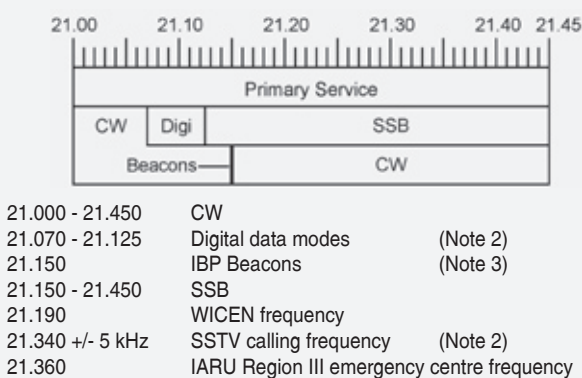 21.00 21.10 21.20 21.30 21.40 21.45
Primary Service
CW Digi SSB
Beacons CW
21.000 - 21.450 CW
21.070 - 21.125 Digital data modes (Note 2)
21.150 IBP Beacons (Note 3)
21.150 - 21.450 SSB
21.190 WICEN frequency
21.340 +/- 5 kHz SSTV calling frequency (Note 2)
21.360 IARU Region III emergency centre frequency